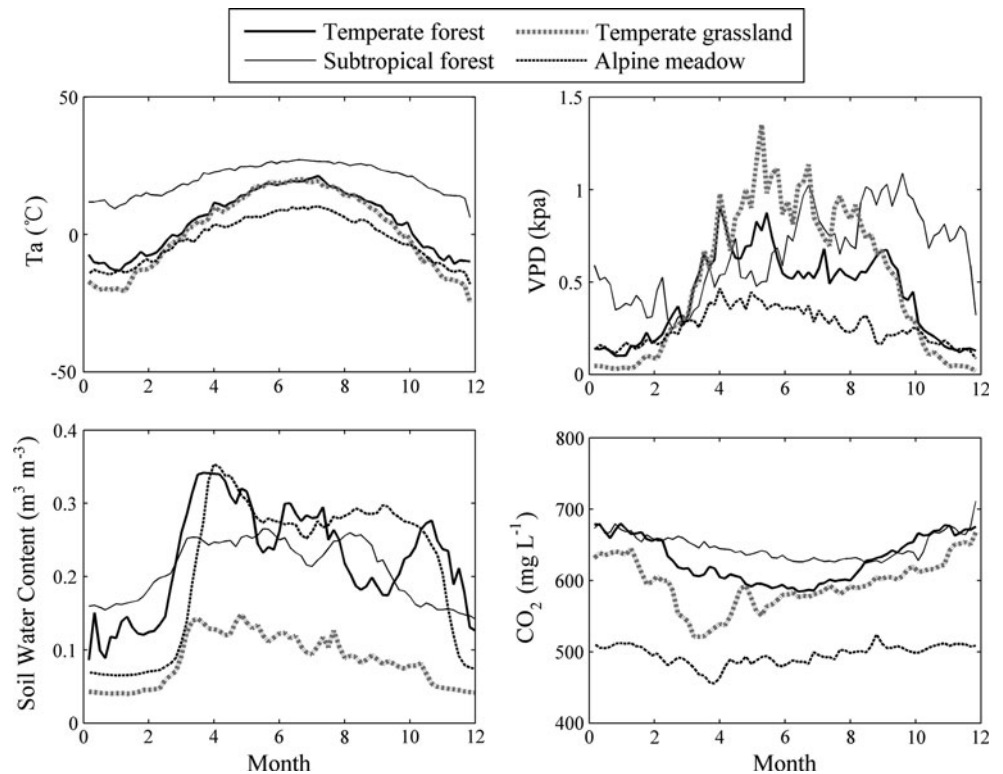 Temperate forest
Temperate grassland
Subtropical forest
Alpine meadow
50
0
-50
Ta (℃)
0 2 4 6 8 10 12
1.5
1
0.5
0
VPD (kpa)
0 2 4 6 8 10 12
0.4
0.3
0.2
0.1
0
Soil Water Content (m³ m⁻³)
0 2 4 6 8 10 12
Month
800
700
600
500
400
CO₂ (mg L⁻¹)
0 2 4 6 8 10 12
Month